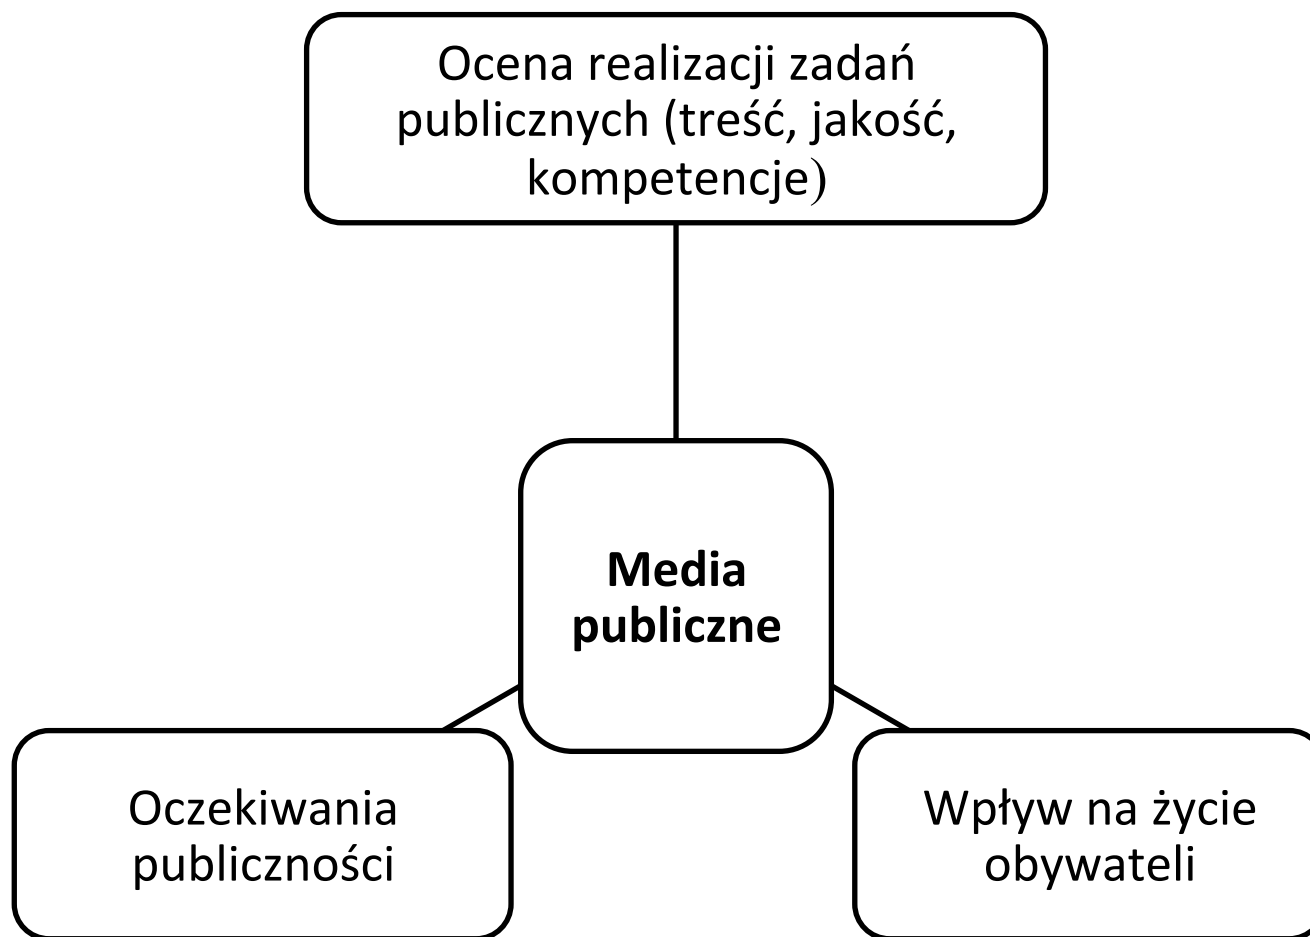 Ocena realizacji zadań
publicznych (treść, jakość,
kompetencje)
Media
publiczne
Oczekiwania
publiczności
Wpływ na życie
obywateli